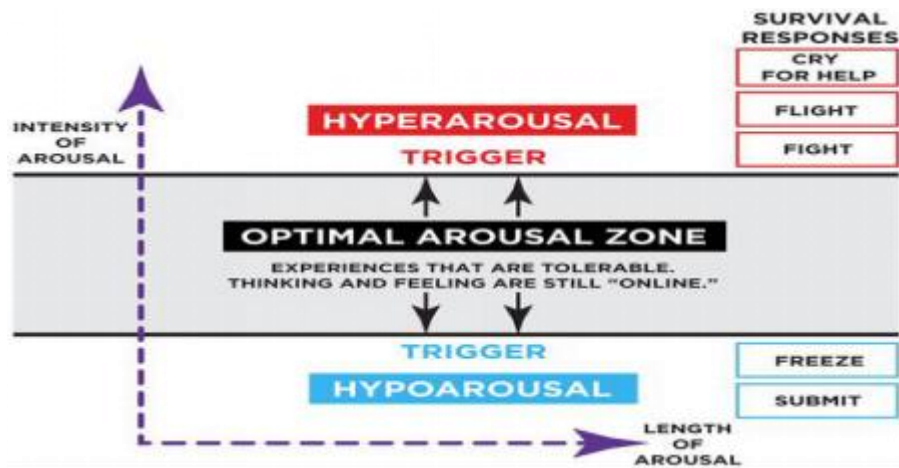 SURVIVAL
RESPONSES
CRY
FOR HELP
HYPERAROUSAL
FLIGHT
INTENSITY
OF
AROUSAL
TRIGGER
FIGHT
OPTIMAL AROUSAL ZONE
EXPERIENCES THAT ARE TOLERABLE.
THINKING AND FEELING ARE STILL "ONLINE."
TRIGGER
FREEZE
HYPOAROUSAL
SUBMIT
LENGTH
OF
AROUSAL